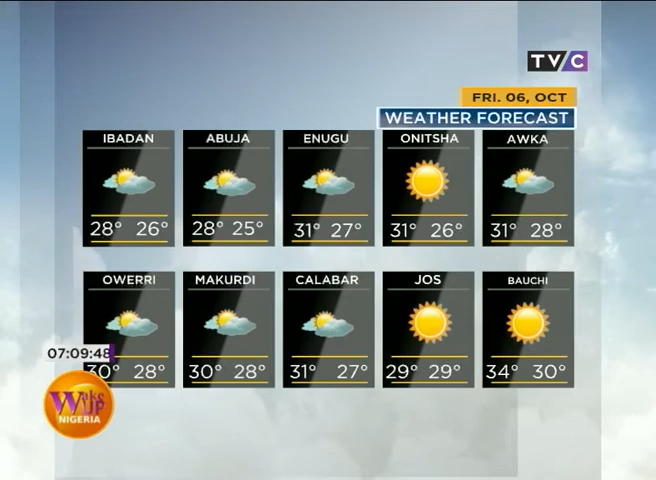 TVC
FRI. 06, OCT
WEATHER FORECAST
IBADAN
28° 26°
ABUJA
28° 25°
ENUGU
31° 27°
ONITSHA
31° 26°
AWKA
31° 28°
OWERRI
30° 28°
MAKURDI
30° 28°
CALABAR
31° 27°
JOS
29° 29°
BAUCHI
34° 30°
07:09:48
Wake
UP
NIGERIA